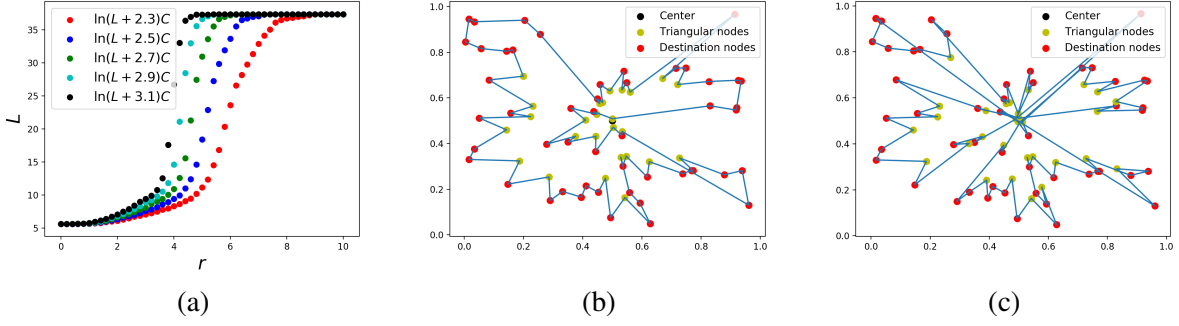 ln(L + 2.3)C
ln(L + 2.5)C
ln(L + 2.7)C
ln(L + 2.9)C
ln(L + 3.1)C
35
30
25
20
15
10
5
L
0 2 4 6 8 10
r
(a)
Center
Triangular nodes
Destination nodes
1.0
0.8
0.6
0.4
0.2
0.0
0.0 0.2 0.4 0.6 0.8 1.0
(b)
Center
Triangular nodes
Destination nodes
1.0
0.8
0.6
0.4
0.2
0.0
0.0 0.2 0.4 0.6 0.8 1.0
(c)